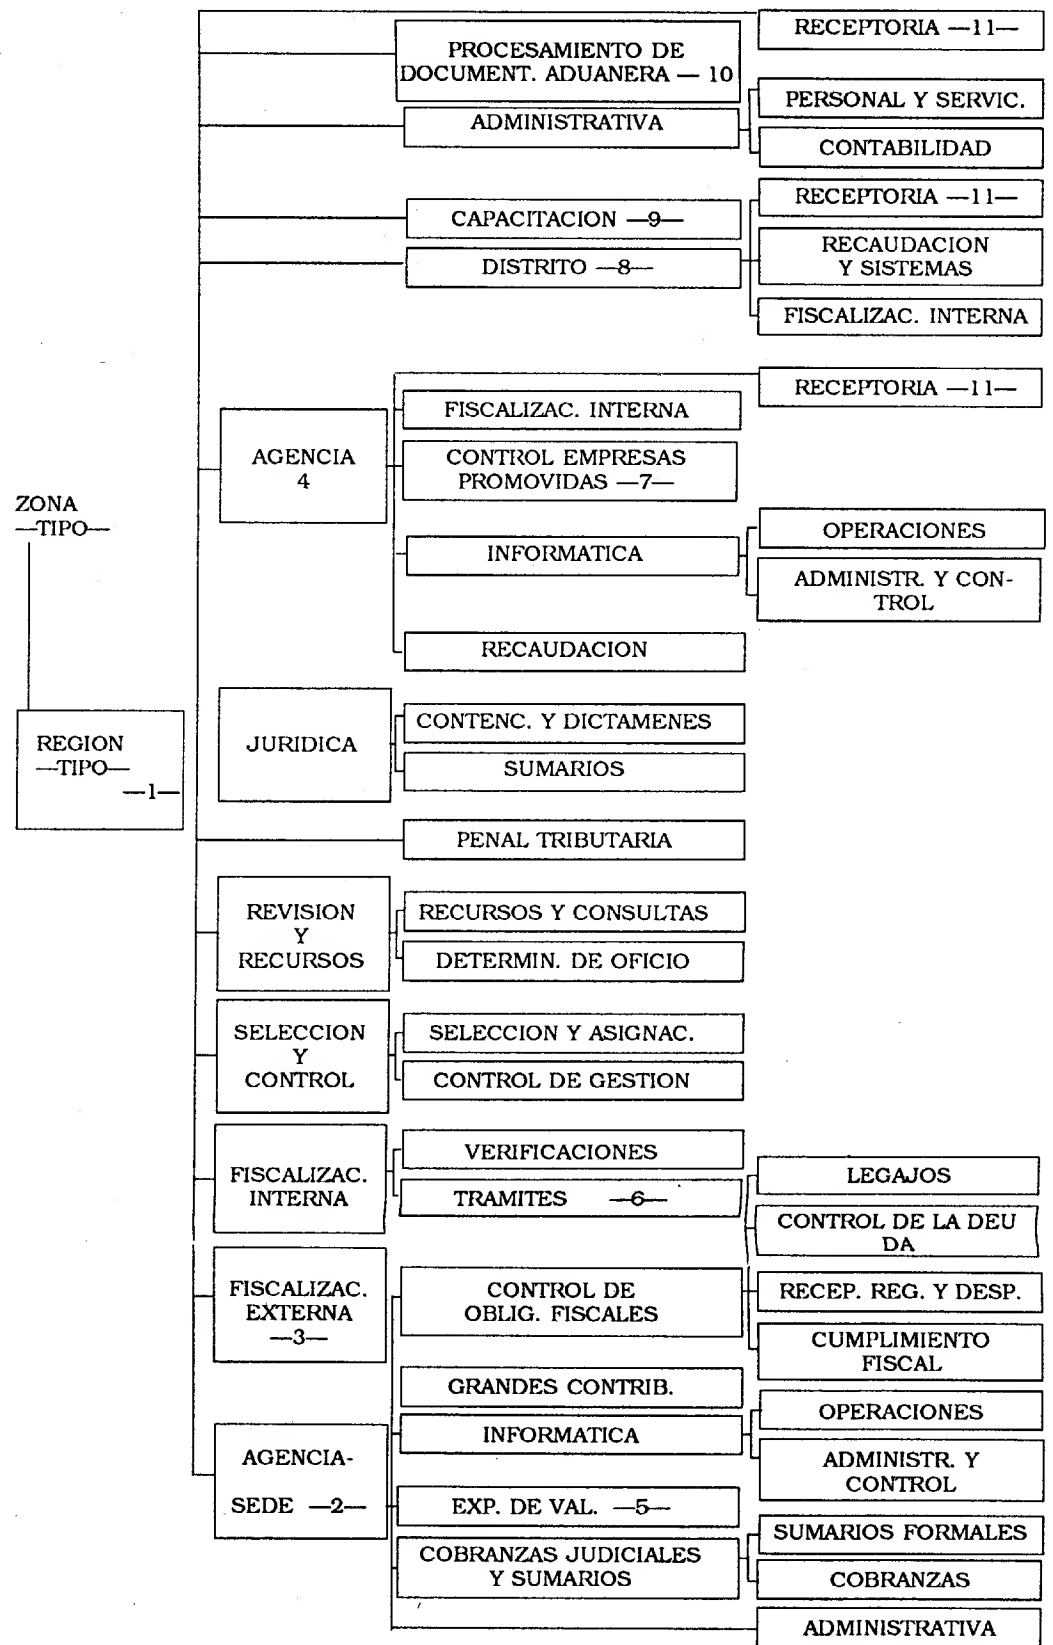 RECEPTORIA —11—
PROCESAMIENTO DE
DOCUMENT. ADUANERA — 10
ADMINISTRATIVA
PERSONAL Y SERVIC.
CONTABILIDAD
CAPACITACION —9—
DISTRITO —8—
RECEPTORIA —11—
RECAUDACION
Y SISTEMAS
FISCALIZAC. INTERNA
ZONA
—TIPO—
REGION
—TIPO—
—1—
AGENCIA
4
RECEPTORIA —11—
FISCALIZAC. INTERNA
CONTROL EMPRESAS
PROMOVIDAS —7—
INFORMATICA
OPERACIONES
ADMINISTR. Y CON-
TROL
RECAUDACION
JURIDICA
CONTENC. Y DICTAMENES
SUMARIOS
PENAL TRIBUTARIA
REVISION
Y
RECURSOS
RECURSOS Y CONSULTAS
DETERMIN. DE OFICIO
SELECCION
Y
CONTROL
SELECCION Y ASIGNAC.
CONTROL DE GESTION
FISCALIZAC.
INTERNA
VERIFICACIONES
TRAMITES —6—
FISCALIZAC.
EXTERNA
—3—
AGENCIA-
SEDE —2—
CONTROL DE
OBLIG. FISCALES
LEGAJOS
CONTROL DE LA DEU
DA
RECEP. REG. Y DESP.
CUMPLIMIENTO
FISCAL
GRANDES CONTRIB.
INFORMATICA
OPERACIONES
ADMINISTR. Y
CONTROL
EXP. DE VAL. —5—
COBRANZAS JUDICIALES
Y SUMARIOS
SUMARIOS FORMALES
COBRANZAS
ADMINISTRATIVA